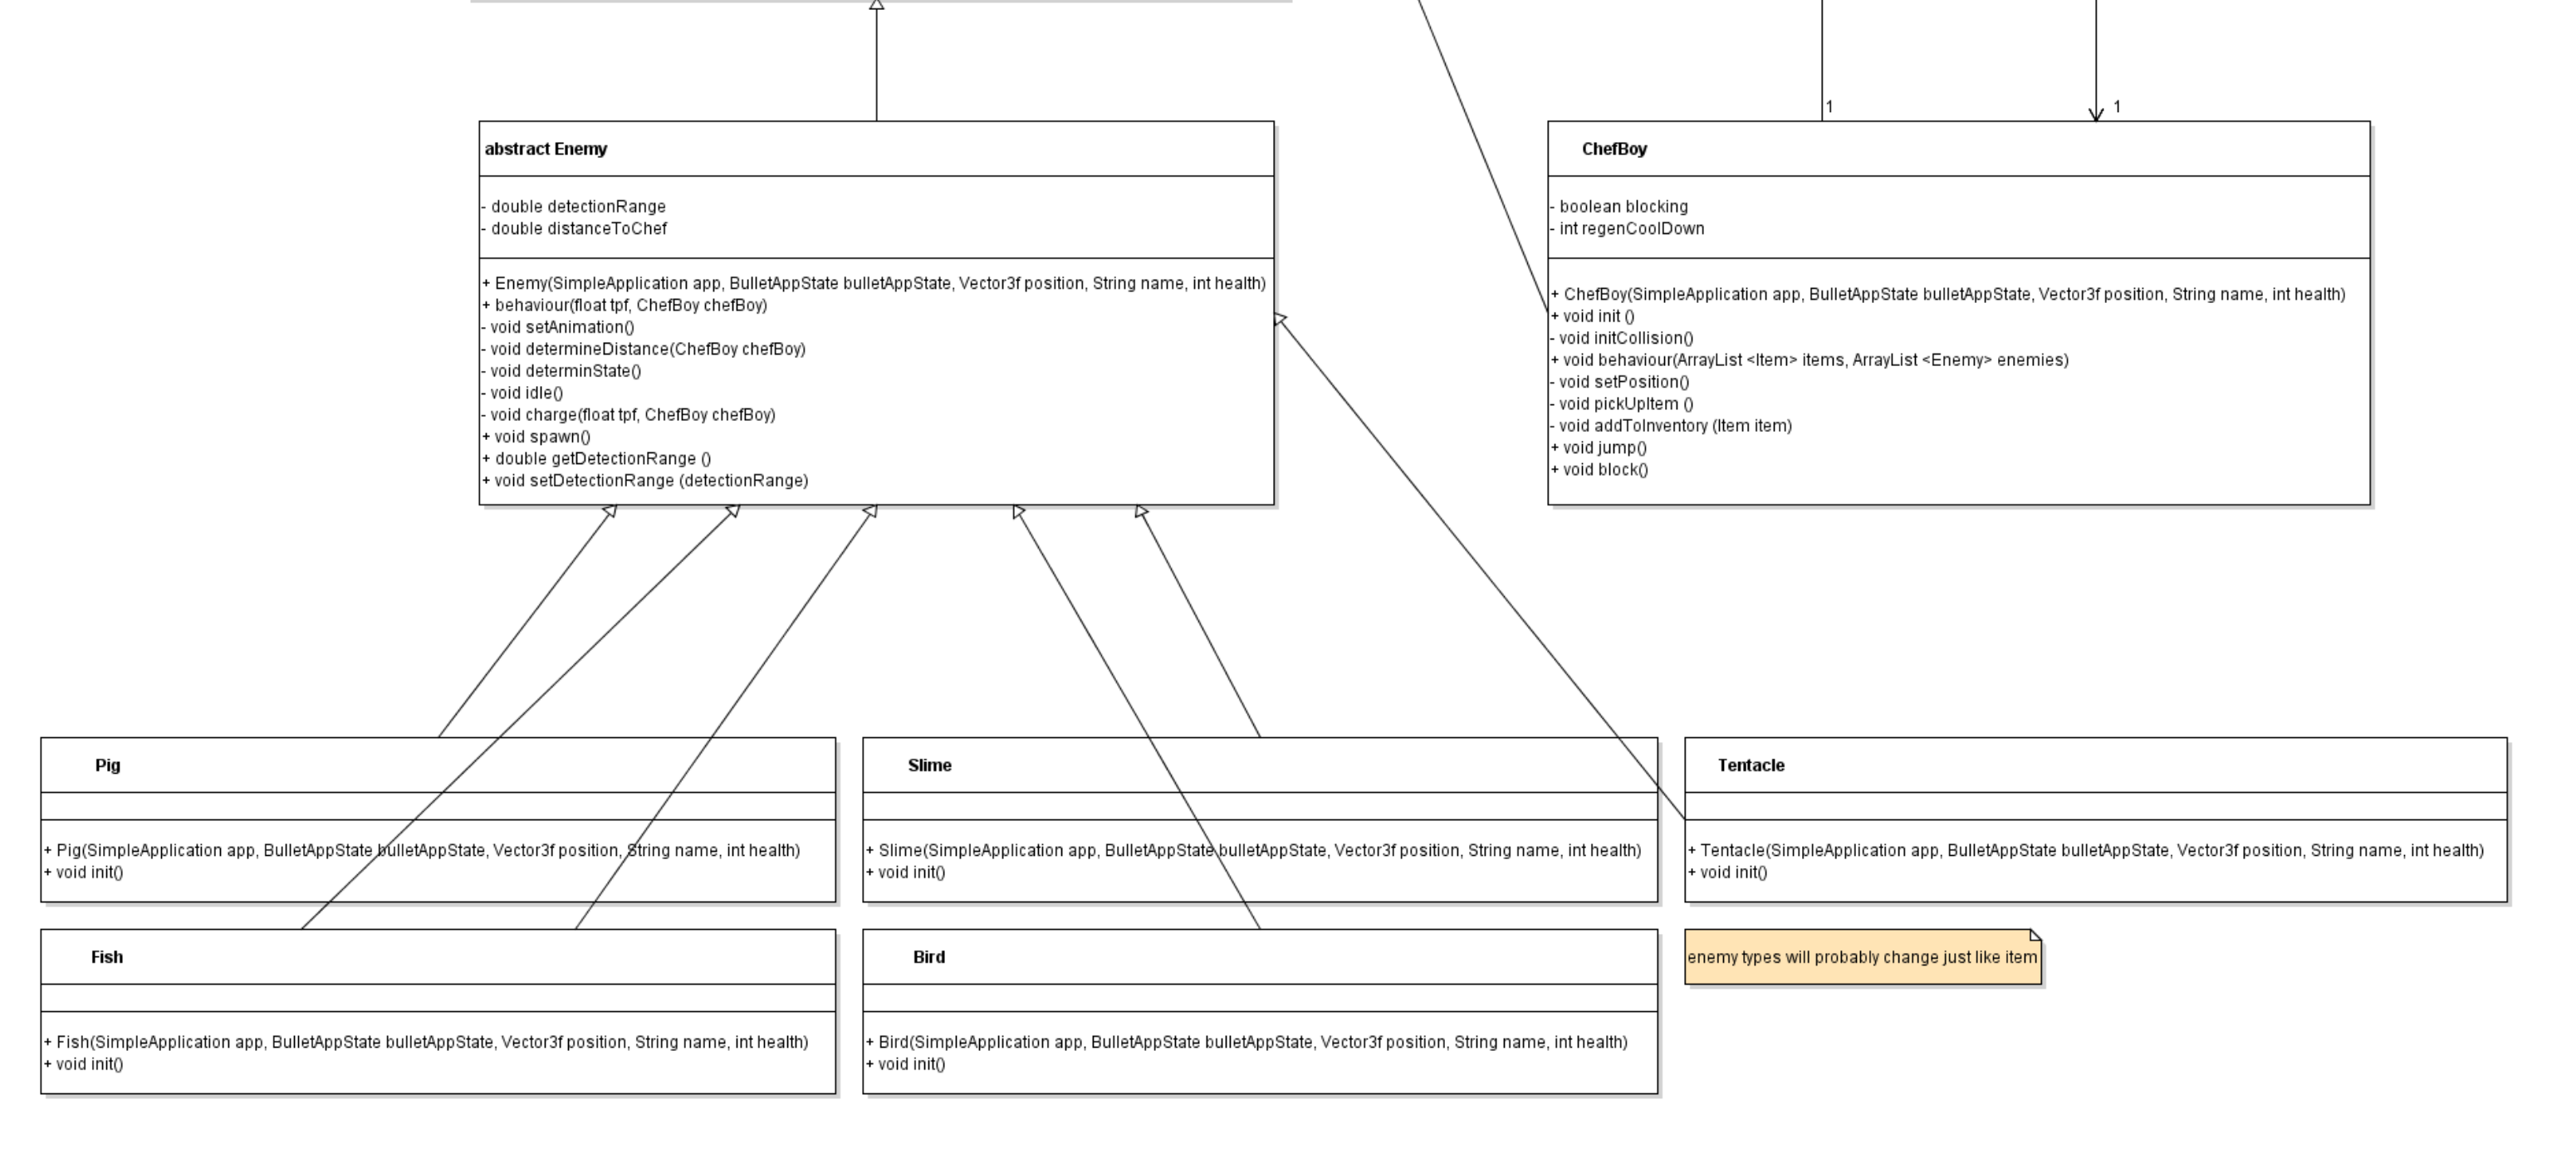 1
1
abstract Enemy
- double detectionRange
- double distanceToChef
+ Enemy(SimpleApplication app, BulletAppState bulletAppState, Vector3f position, String name, int health)
+ behaviour(float tpf, ChefBoy chefBoy)
- void setAnimation()
- void determineDistance(ChefBoy chefBoy)
- void determinState()
- void idle()
- void charge(float tpf, ChefBoy chefBoy)
+ void spawn()
+ double getDetectionRange ()
+ void setDetectionRange (detectionRange)
ChefBoy
- boolean blocking
- int regenCoolDown
+ ChefBoy(SimpleApplication app, BulletAppState bulletAppState, Vector3f position, String name, int health)
+ void init ()
- void initCollision()
+ void behaviour(ArrayList <Item> items, ArrayList <Enemy> enemies)
- void setPosition()
- void pickUpItem ()
- void addToInventory (Item item)
+ void jump()
+ void block()
Pig
+ Pig(SimpleApplication app, BulletAppState bulletAppState, Vector3f position, String name, int health)
+ void init()
Slime
+ Slime(SimpleApplication app, BulletAppState bulletAppState, Vector3f position, String name, int health)
+ void init()
Tentacle
+ Tentacle(SimpleApplication app, BulletAppState bulletAppState, Vector3f position, String name, int health)
+ void init()
Fish
+ Fish(SimpleApplication app, BulletAppState bulletAppState, Vector3f position, String name, int health)
+ void init()
Bird
+ Bird(SimpleApplication app, BulletAppState bulletAppState, Vector3f position, String name, int health)
+ void init()
enemy types will probably change just like item